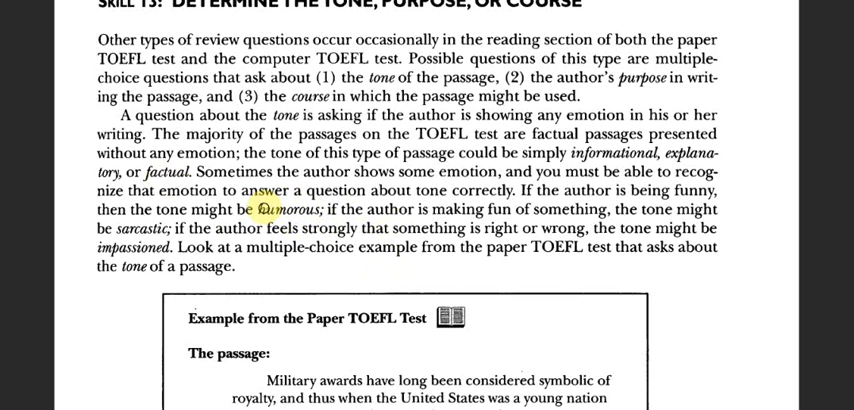 SKILL 13: DETERMINE THE TONE, PURPOSE, OR COURSE
Other types of review questions occur occasionally in the reading section of both the paper
TOEFL test and the computer TOEFL test. Possible questions of this type are multiple-
choice questions that ask about (1) the tone of the passage, (2) the author's purpose in writ-
ing the passage, and (3) the course in which the passage might be used.
A question about the tone is asking if the author is showing any emotion in his or her
writing. The majority of the passages on the TOEFL test are factual passages presented
without any emotion; the tone of this type of passage could be simply informational, explana-
tory, or factual. Sometimes the author shows some emotion, and you must be able to recog-
nize that emotion to answer a question about tone correctly. If the author is being funny,
then the tone might be humorous; if the author is making fun of something, the tone might
be sarcastic; if the author feels strongly that something is right or wrong, the tone might be
impassioned. Look at a multiple-choice example from the paper TOEFL test that asks about
the tone of a passage.
Example from the Paper TOEFL Test
The passage:
Military awards have long been considered symbolic of
royalty, and thus when the United States was a young nation